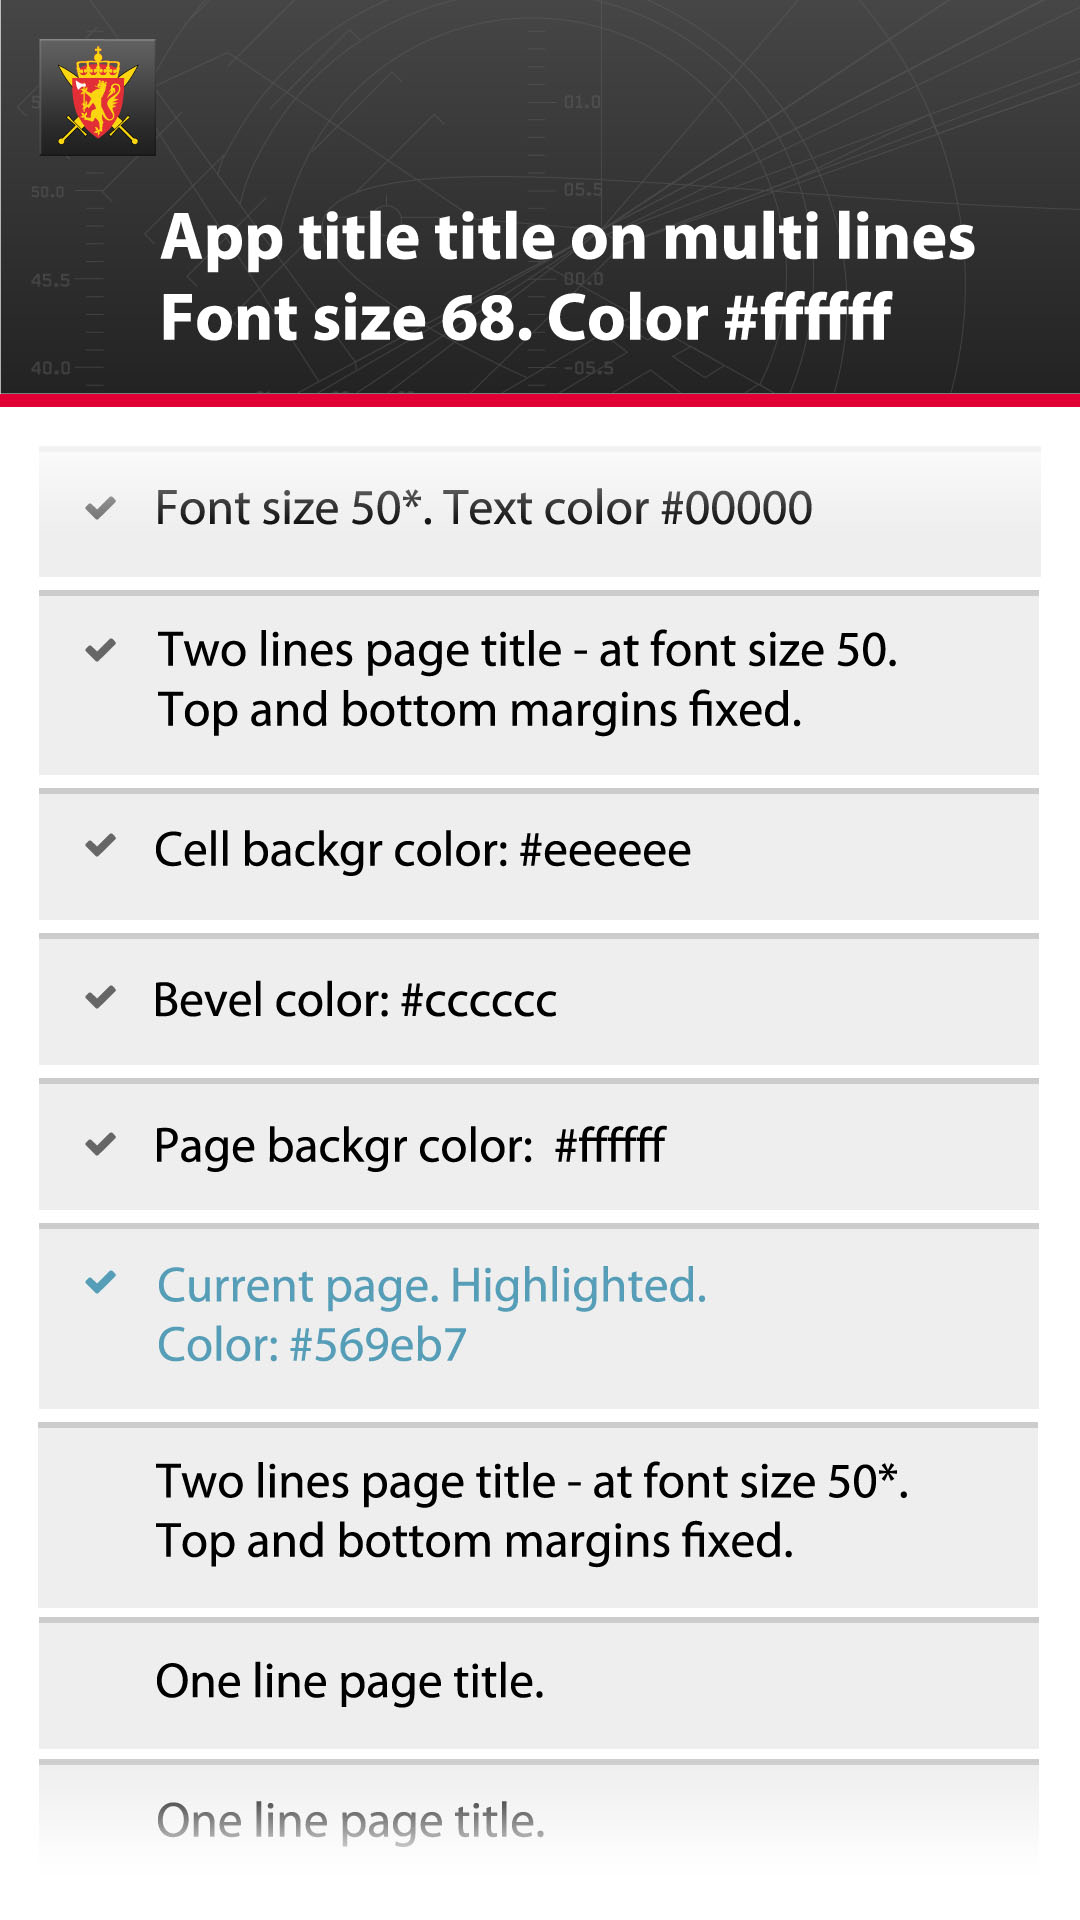 01.0
50.0
05.5
App title title on multi lines
45.5
00.0
Font size 68. Color #ffffff
40.0
-05.5
Font size 50*. Text color #00000
Two lines page title - at font size 50.
Top and bottom margins fixed.
Cell backgr color: #eeeeee
Bevel color: #cccccc
Page backgr color:  #ffffff
Current page. Highlighted.
Color: #569eb7
Two lines page title - at font size 50*.
Top and bottom margins fixed.
One line page title.
One line page title.